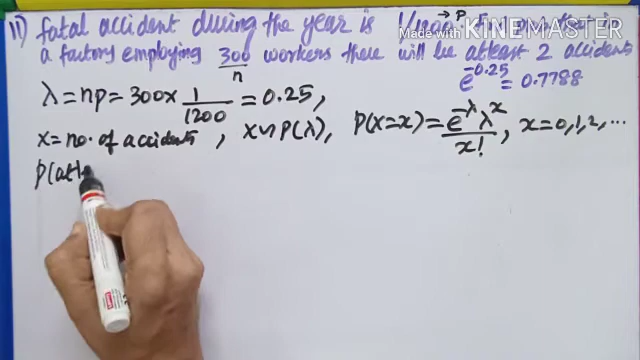 11) fatal accident during the year is 1/1200 → p
a factory employing 300 workers there will be atleast 2 accidents
n
e^-0.25 = 0.7788
λ = np = 300 x 1/1200 = 0.25,
x = no. of accidents, x ~ P(λ), P(X=x) = e^-λ λ^x / x!, x = 0,1,2,...
P(atl
Made with KINEMASTER